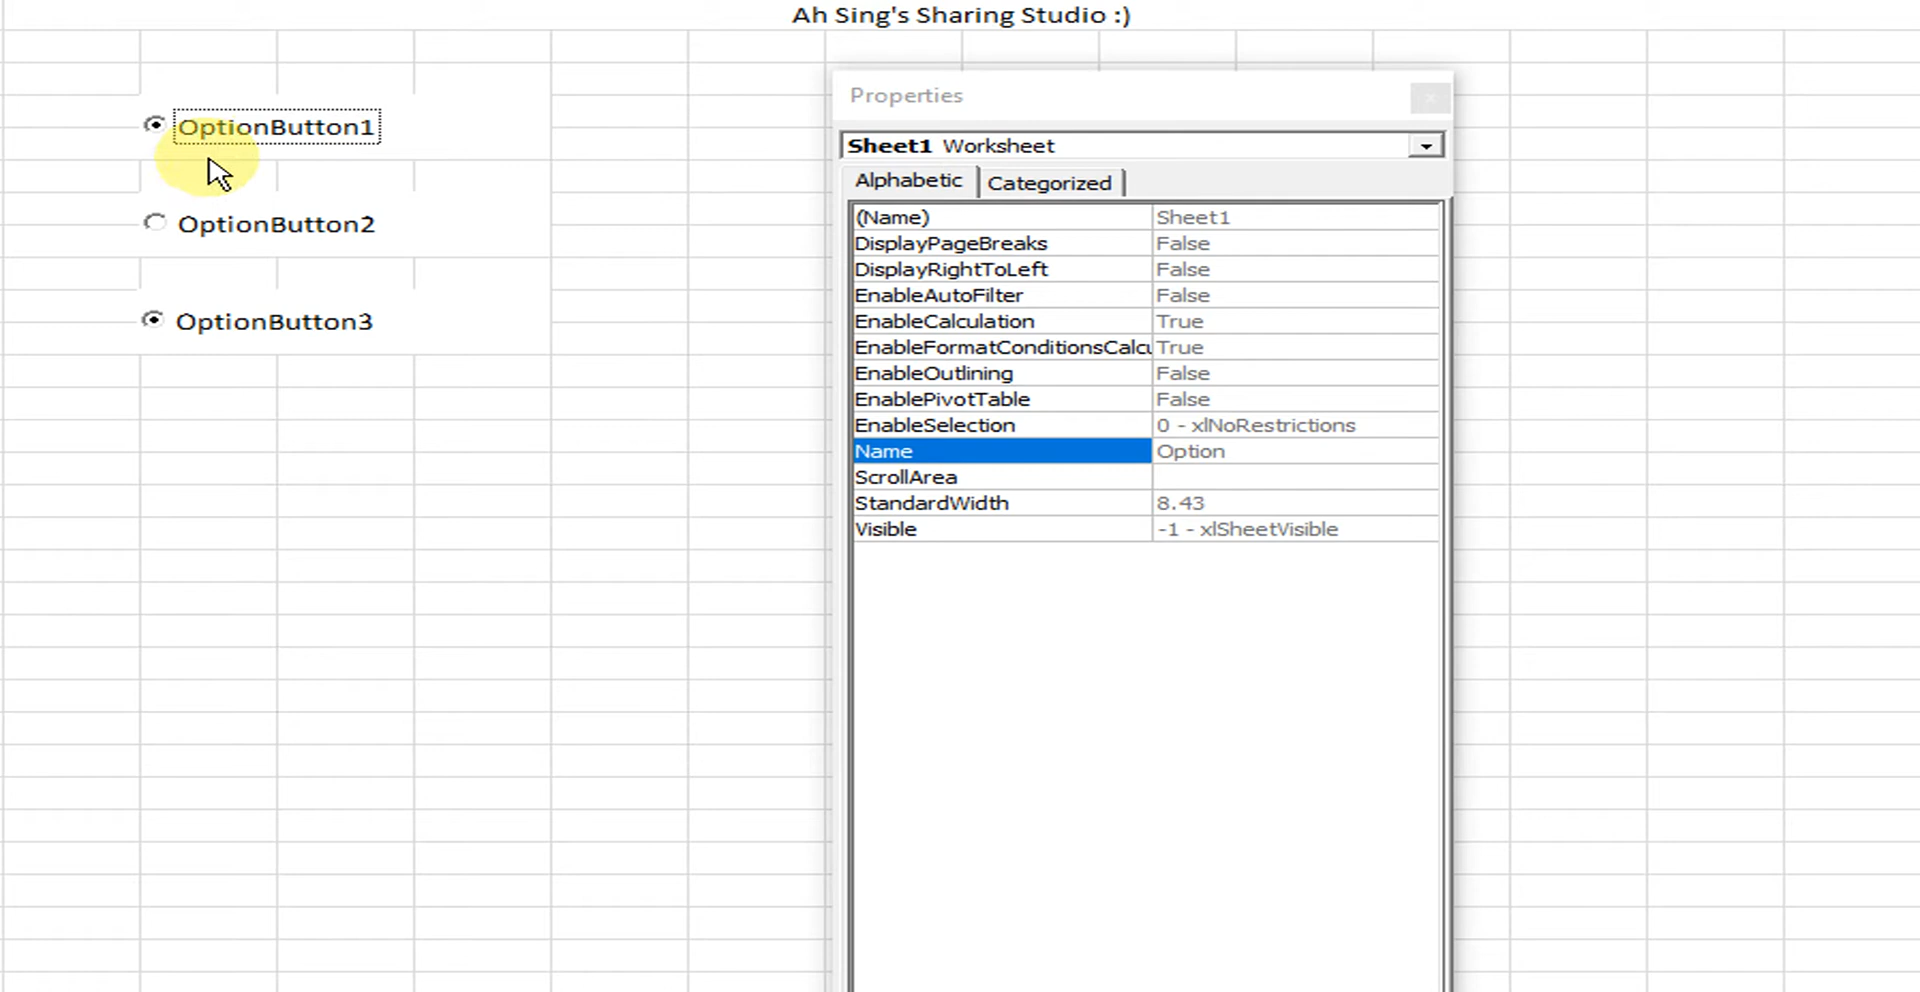 Ah Sing's Sharing Studio :)
OptionButton1
OptionButton2
OptionButton3
Properties
Sheet1 Worksheet
Alphabetic Categorized
(Name) Sheet1
DisplayPageBreaks False
DisplayRightToLeft False
EnableAutoFilter False
EnableCalculation True
EnableFormatConditionsCalcu True
EnableOutlining False
EnablePivotTable False
EnableSelection 0 - xlNoRestrictions
Name Option
ScrollArea
StandardWidth 8.43
Visible -1 - xlSheetVisible